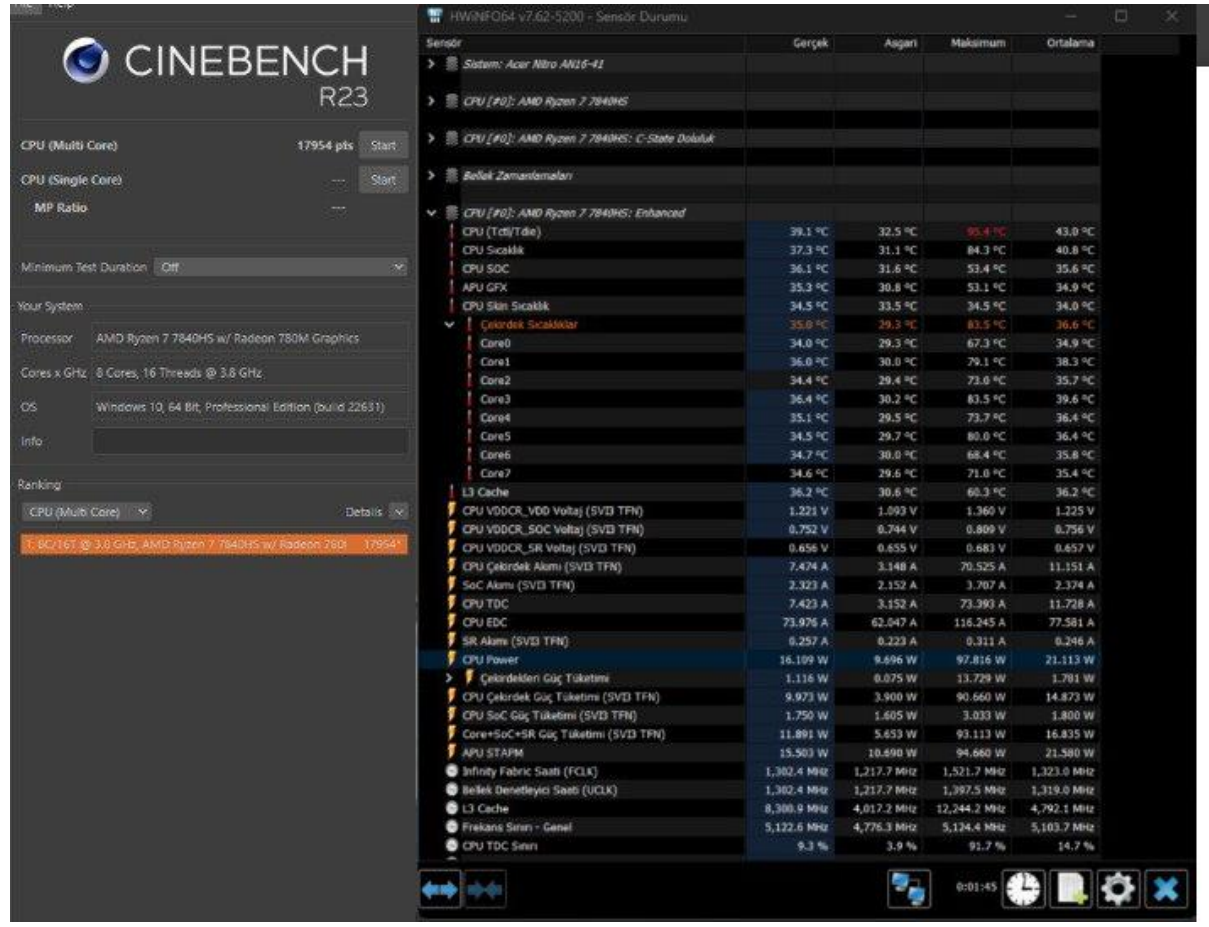 File Help
CINEBENCH
R23
CPU (Multi Core) 17954 pts Start
CPU (Single Core) --- Start
MP Ratio ---
Minimum Test Duration Off
Your System
Processor AMD Ryzen 7 7840HS w/ Radeon 780M Graphics
Cores x GHz 8 Cores, 16 Threads @ 3.8 GHz
OS Windows 10, 64 Bit, Professional Edition (build 22631)
Info
Ranking
CPU (Multi Core) Details
1. 8C/16T @ 3.8 GHz, AMD Ryzen 7 7840HS w/ Radeon 780 17954*
HWiNFO64 v7.62-5200 - Sensör Durumu
Sensör Gerçek Asgari Maksimum Ortalama
Sistem: Acer Nitro AN16-41
CPU [#0]: AMD Ryzen 7 7840HS
CPU [#0]: AMD Ryzen 7 7840HS: C-State Doluluk
Bellek Zamanlamaları
CPU [#0]: AMD Ryzen 7 7840HS: Enhanced
CPU (Tctl/Tdie) 39.1 °C 32.5 °C 95.4 °C 43.0 °C
CPU Sıcaklık 37.3 °C 31.1 °C 84.3 °C 40.8 °C
CPU SOC 36.1 °C 31.6 °C 53.4 °C 35.6 °C
APU GFX 35.3 °C 30.8 °C 53.1 °C 34.9 °C
CPU Skin Sıcaklık 34.5 °C 33.5 °C 34.5 °C 34.0 °C
Çekirdek Sıcaklıklar 35.0 °C 29.3 °C 83.5 °C 36.6 °C
Core0 34.0 °C 29.3 °C 67.3 °C 34.9 °C
Core1 36.0 °C 30.0 °C 79.1 °C 38.3 °C
Core2 34.4 °C 29.4 °C 73.0 °C 35.7 °C
Core3 36.4 °C 30.2 °C 83.5 °C 39.6 °C
Core4 35.1 °C 29.5 °C 73.7 °C 36.4 °C
Core5 34.5 °C 29.7 °C 80.0 °C 36.4 °C
Core6 34.7 °C 30.0 °C 68.4 °C 35.8 °C
Core7 34.6 °C 29.6 °C 71.0 °C 35.4 °C
L3 Cache 36.2 °C 30.6 °C 60.3 °C 36.2 °C
CPU VDDCR_VDD Voltaj (SVI3 TFN) 1.221 V 1.093 V 1.360 V 1.225 V
CPU VDDCR_SOC Voltaj (SVI3 TFN) 0.752 V 0.744 V 0.809 V 0.756 V
CPU VDDCR_SR Voltaj (SVI3 TFN) 0.656 V 0.655 V 0.683 V 0.657 V
CPU Çekirdek Akımı (SVI3 TFN) 7.474 A 3.148 A 70.525 A 11.151 A
SoC Akımı (SVI3 TFN) 2.323 A 2.152 A 3.707 A 2.374 A
CPU TDC 7.423 A 3.152 A 73.393 A 11.728 A
CPU EDC 73.976 A 62.047 A 116.245 A 77.581 A
SR Akımı (SVI3 TFN) 0.257 A 0.223 A 0.311 A 0.246 A
CPU Power 16.109 W 9.696 W 97.816 W 21.113 W
Çekirdekleri Güç Tüketimi 1.116 W 0.075 W 13.729 W 1.781 W
CPU Çekirdek Güç Tüketimi (SVI3 TFN) 9.973 W 3.900 W 90.660 W 14.873 W
CPU SoC Güç Tüketimi (SVI3 TFN) 1.750 W 1.605 W 3.033 W 1.800 W
Core+SoC+SR Güç Tüketimi (SVI3 TFN) 11.891 W 5.653 W 93.113 W 16.835 W
APU STAPM 15.503 W 10.690 W 94.660 W 21.580 W
Infinity Fabric Saati (FCLK) 1,302.4 MHz 1,217.7 MHz 1,521.7 MHz 1,323.0 MHz
Bellek Denetleyici Saati (UCLK) 1,302.4 MHz 1,217.7 MHz 1,397.5 MHz 1,319.0 MHz
L3 Cache 8,300.9 MHz 4,017.2 MHz 12,244.2 MHz 4,792.1 MHz
Frekans Sınırı - Genel 5,122.6 MHz 4,776.3 MHz 5,124.4 MHz 5,103.7 MHz
CPU TDC Sınırı 9.3 % 3.9 % 91.7 % 14.7 %
0:01:45